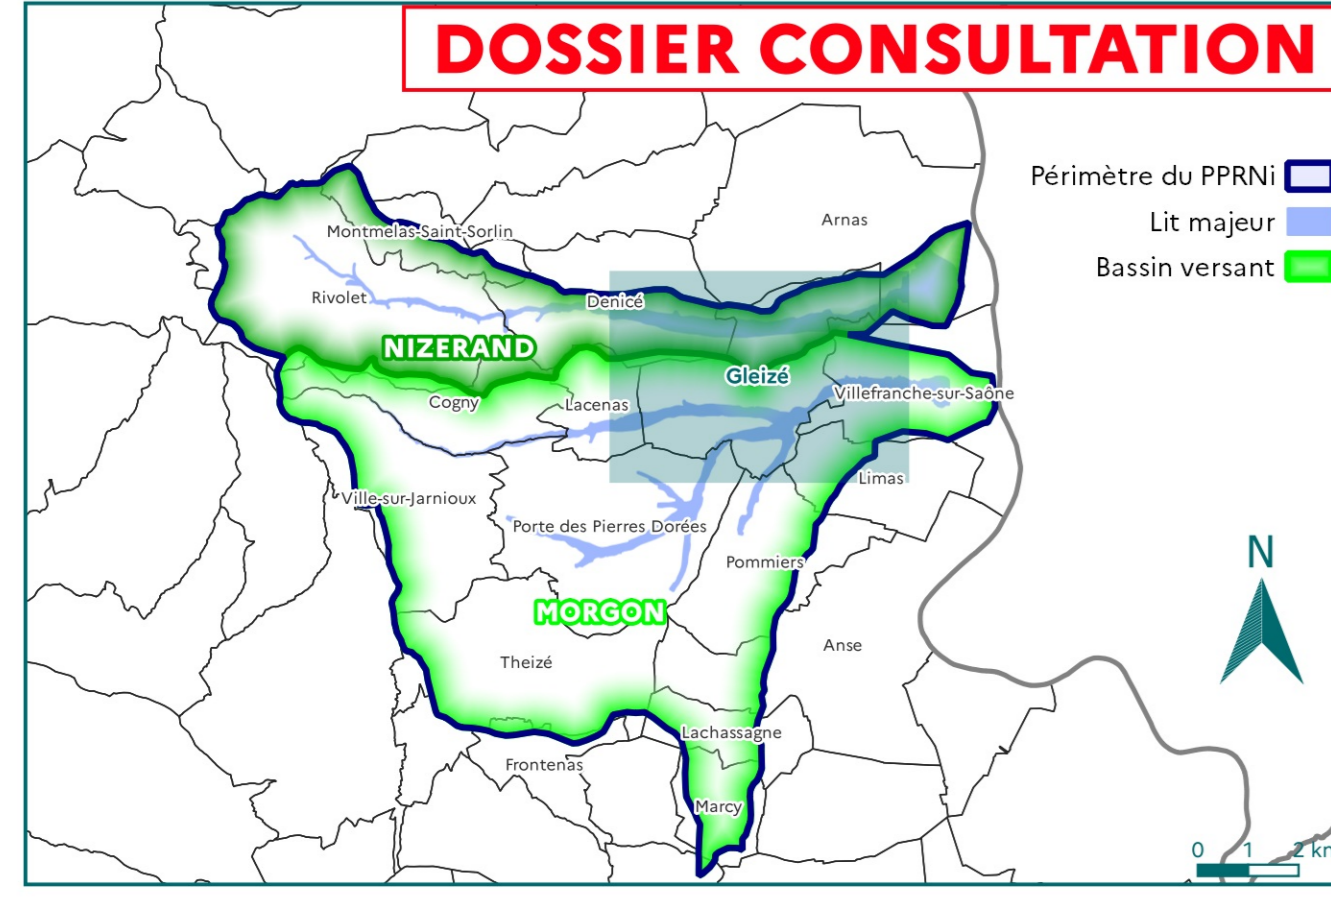 DOSSIER CONSULTATION
Périmètre du PPRNi
Lit majeur
Bassin versant
Arnas
Montmelas-Saint-Sorlin
Rivolet
Denicé
NIZERAND
Gleizé
Villefranche-sur-Saône
Cogny
Lacenas
Limas
Ville-sur-Jarnioux
Porte des Pierres Dorées
Pommiers
N
MORGON
Anse
Theizé
Lachassagne
Frontenas
Marcy
0 1 2 km